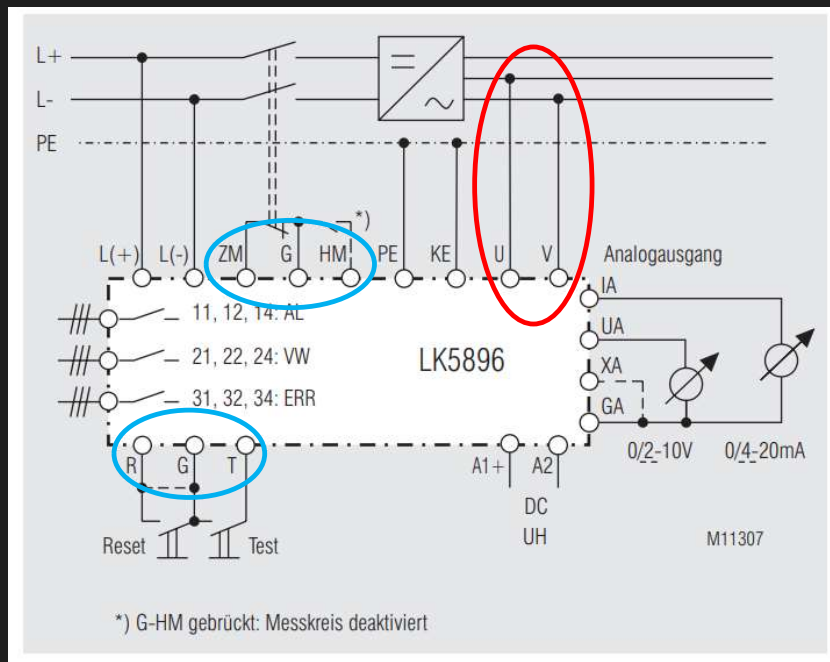 L+
L-
PE
*)
L(+) L(-) ZM G HM PE KE U V Analogausgang
IA
11, 12, 14: AL
UA
21, 22, 24: VW LK5896
XA
31, 32, 34: ERR
GA
R G T A1+ A2 0/2-10V 0/4-20mA
DC
Reset Test UH M11307
*) G-HM gebrückt: Messkreis deaktiviert